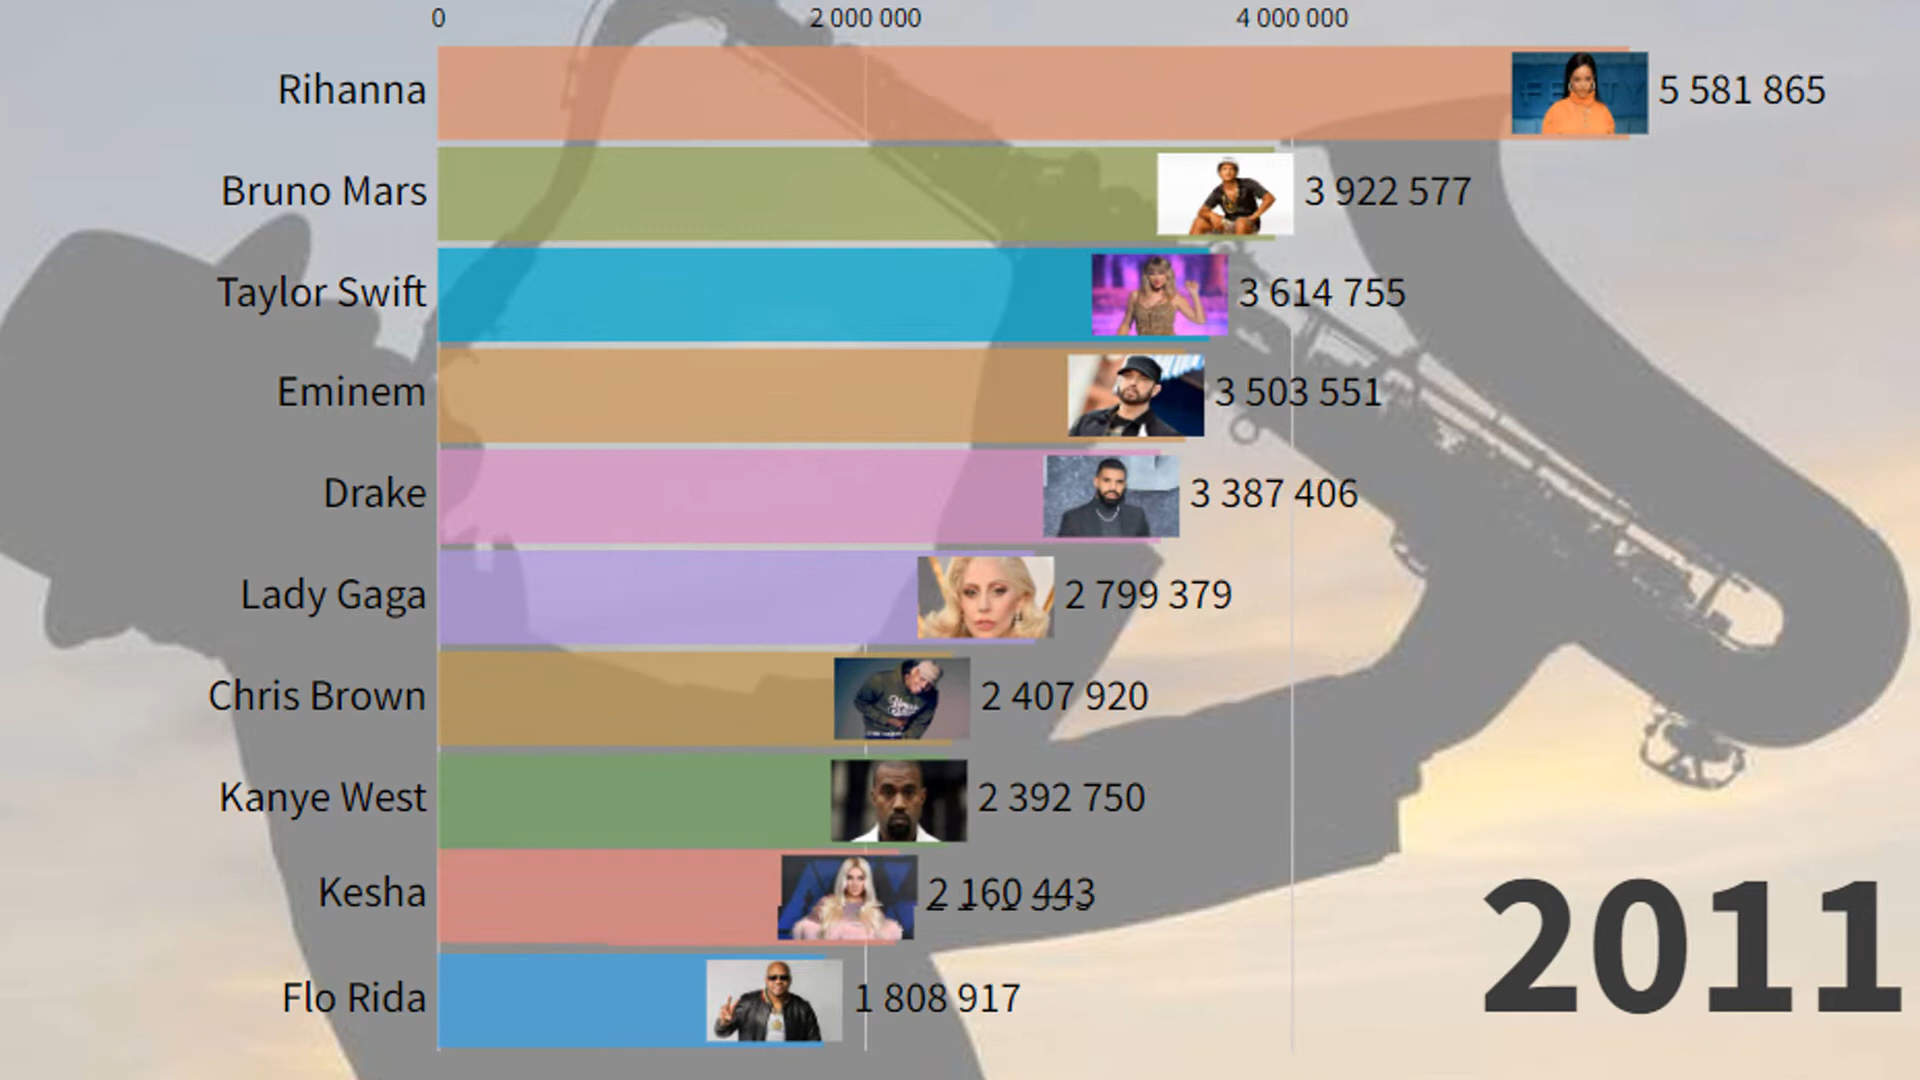 0 2 000 000 4 000 000
Rihanna 5 581 865
Bruno Mars 3 922 577
Taylor Swift 3 614 755
Eminem 3 503 551
Drake 3 387 406
Lady Gaga 2 799 379
Chris Brown 2 407 920
Kanye West 2 392 750
Kesha 2 160 443
Flo Rida 1 808 917
2011